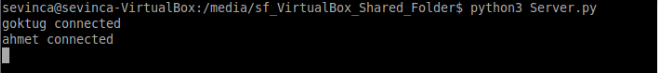 sevinca@sevinca-VirtualBox:/media/sf_VirtualBox_Shared_Folder$ python3 Server.py
goktug connected
ahmet connected